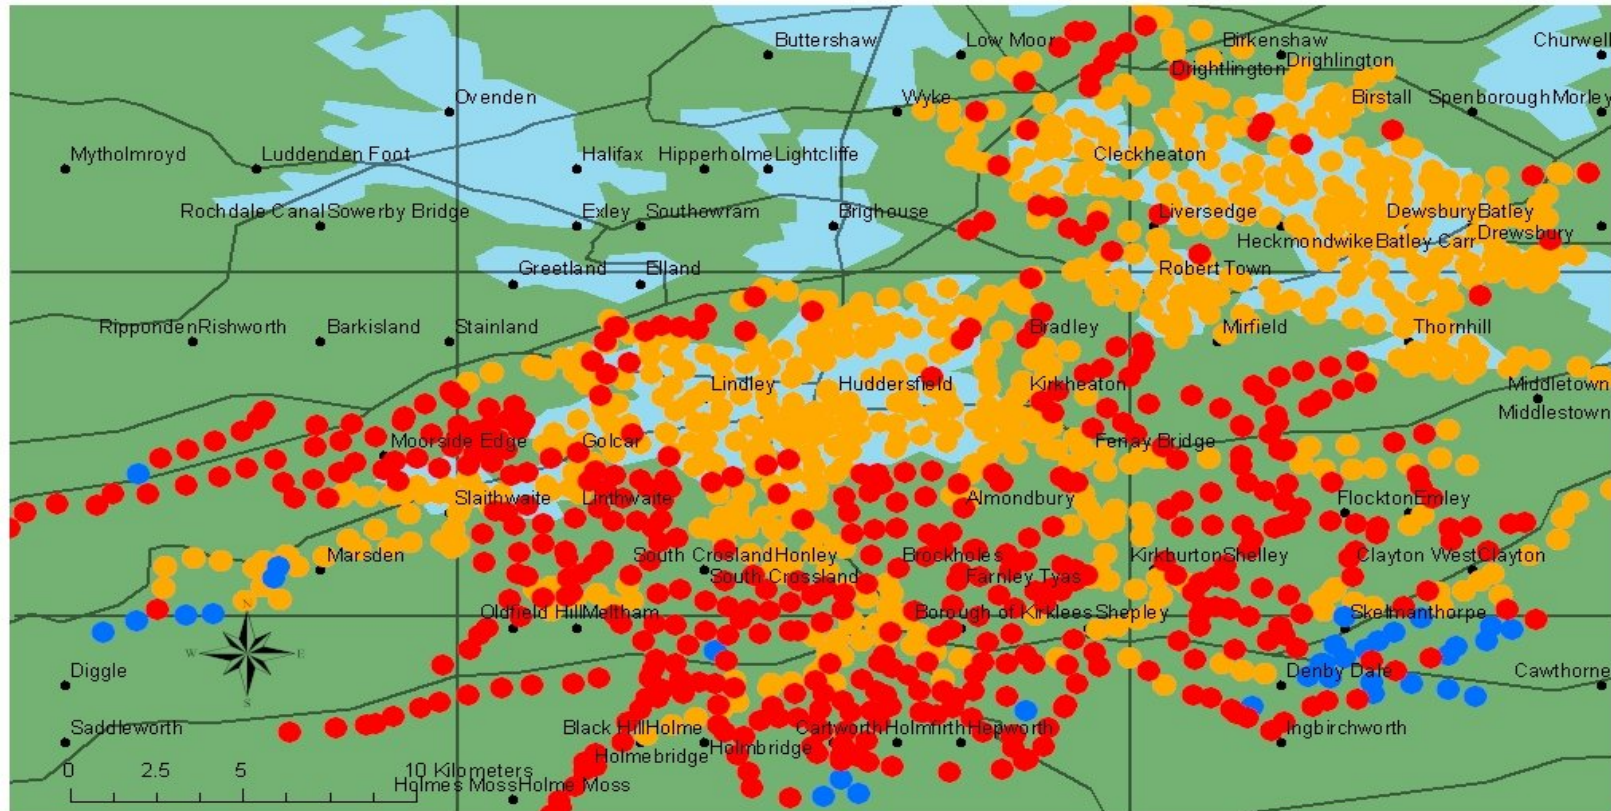 Buttershaw Low Moor Birkenshaw Churwell
Drightlington Drighlington
Ovenden Wyke Birstall Spenborough Morley
Mytholmroyd Luddenden Foot Halifax Hipperholme Lightcliffe Cleckheaton
Rochdale Canal Sowerby Bridge Exley Southowram Brighouse Liversedge Dewsbury Batley
Heckmondwike Batley Carr Drewsbury
Greetland Elland Robert Town
Ripponden Rishworth Barkisland Stainland Bradley Mirfield Thornhill
Lindley Huddersfield Kirkheaton Middletown
Middlestown
Moorside Edge Golcar Fenay Bridge
Slaithwaite Linthwaite Almondbury Flockton Emley
Marsden South Crosland Honley Brockholes Kirkburton Shelley Clayton West Clayton
South Crossland Farnley Tyas
Oldfield Hill Meltham Borough of Kirklees Shepley Skelmanthorpe
N
W E
S
Diggle Denby Dale Cawthorne
Saddleworth Black Hill Holme Cartworth Holmfirth Hepworth Ingbirchworth
Holmebridge Holmbridge
0 2.5 5 10 Kilometers
Holmes Moss Holme Moss